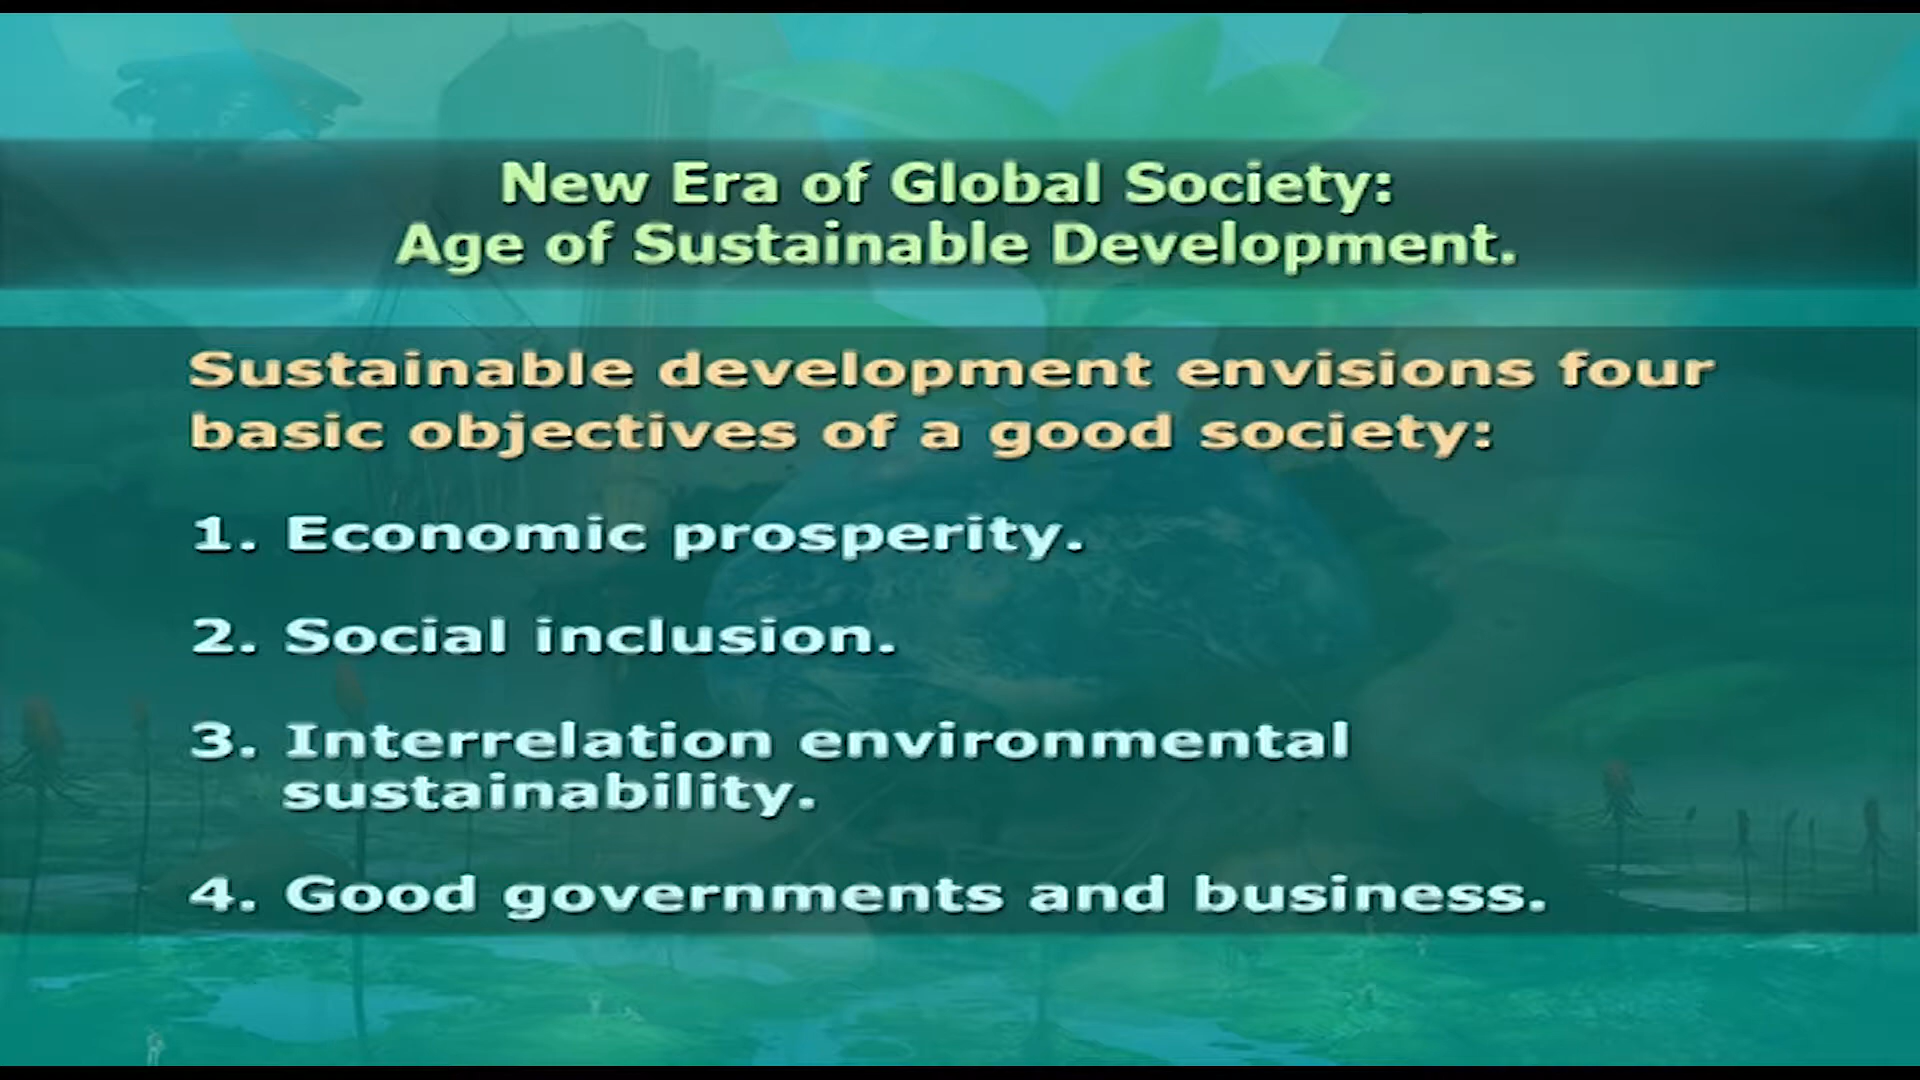 New Era of Global Society:
Age of Sustainable Development.
Sustainable development envisions four
basic objectives of a good society:
1. Economic prosperity.
2. Social inclusion.
3. Interrelation environmental
sustainability.
4. Good governments and business.